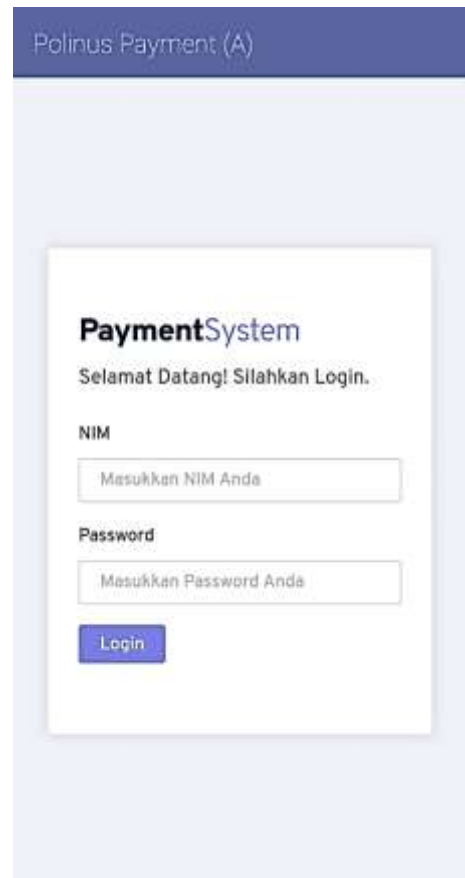 Polinus Payment (A)
PaymentSystem
Selamat Datang! Silahkan Login.
NIM
Masukkan NIM Anda
Password
Masukkan Password Anda
Login